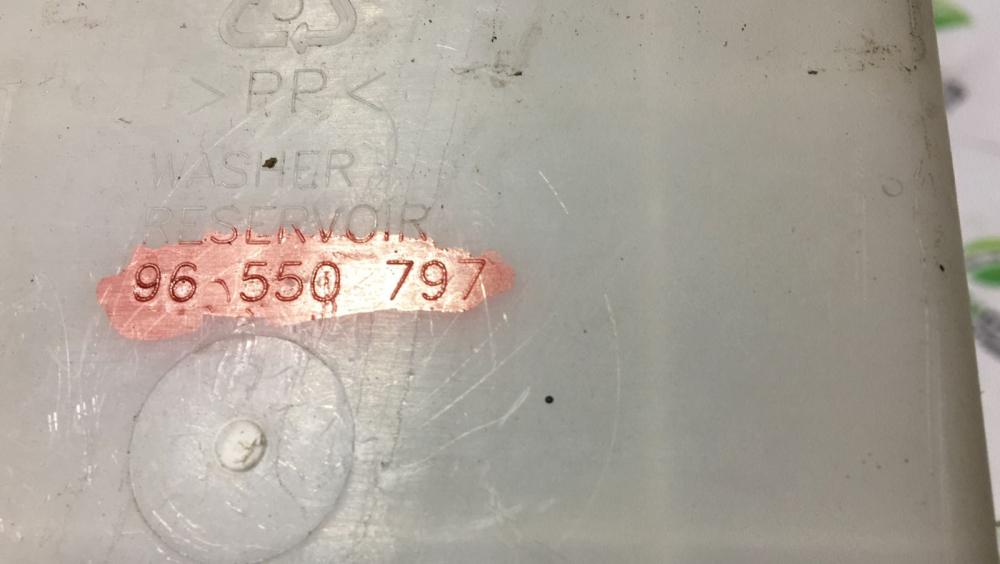 >PP<
WASHER
RESERVOIR
96 550 797